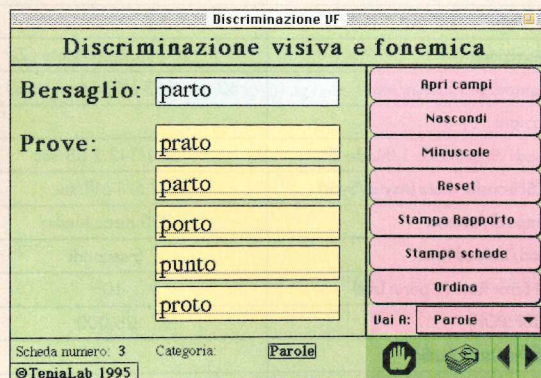 Discriminazione VF
Discriminazione visiva e fonemica
Bersaglio: parto
Prove: prato
parto
porto
punto
proto
Apri campi
Nascondi
Minuscole
Reset
Stampa Rapporto
Stampa schede
Ordina
Vai A: Parole
Scheda numero: 3 Categoria: Parole
©TeniaLab 1995